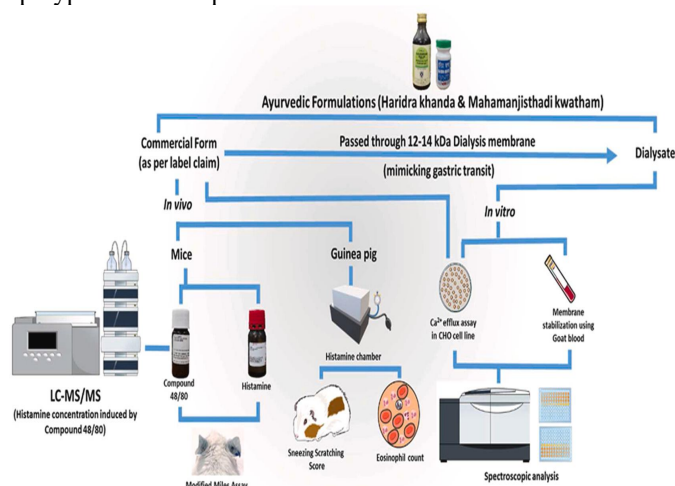 Ayurvedic Formulations (Haridra khanda & Mahamanjisthadi kwatham)
Commercial Form
(as per label claim)
Passed through 12-14 kDa Dialysis membrane
(mimicking gastric transit)
Dialysate
In vivo
In vitro
Mice
Guinea pig
Histamine chamber
Ca²⁺ efflux assay
in CHO cell line
Membrane
stabilization using
Goat blood
LC-MS/MS
(Histamine concentration induced by
Compound 48/80)
Compound
48/80
Histamine
Sneezing Scratching
Score
Eosinophil count
Spectroscopic analysis
Modified Miles Assay